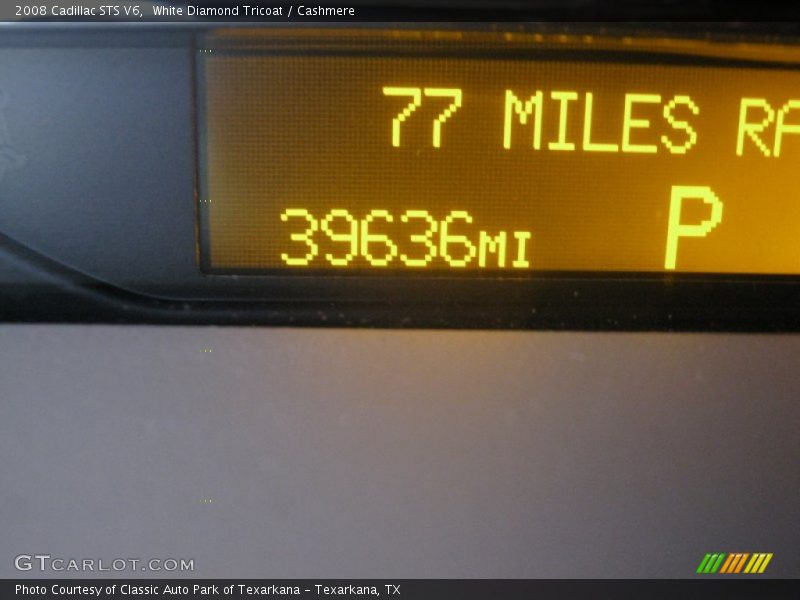 2008 Cadillac STS V6, White Diamond Tricoat / Cashmere
77 MILES RA
39636MI P
GTCARLOT.COM
Photo Courtesy of Classic Auto Park of Texarkana - Texarkana, TX